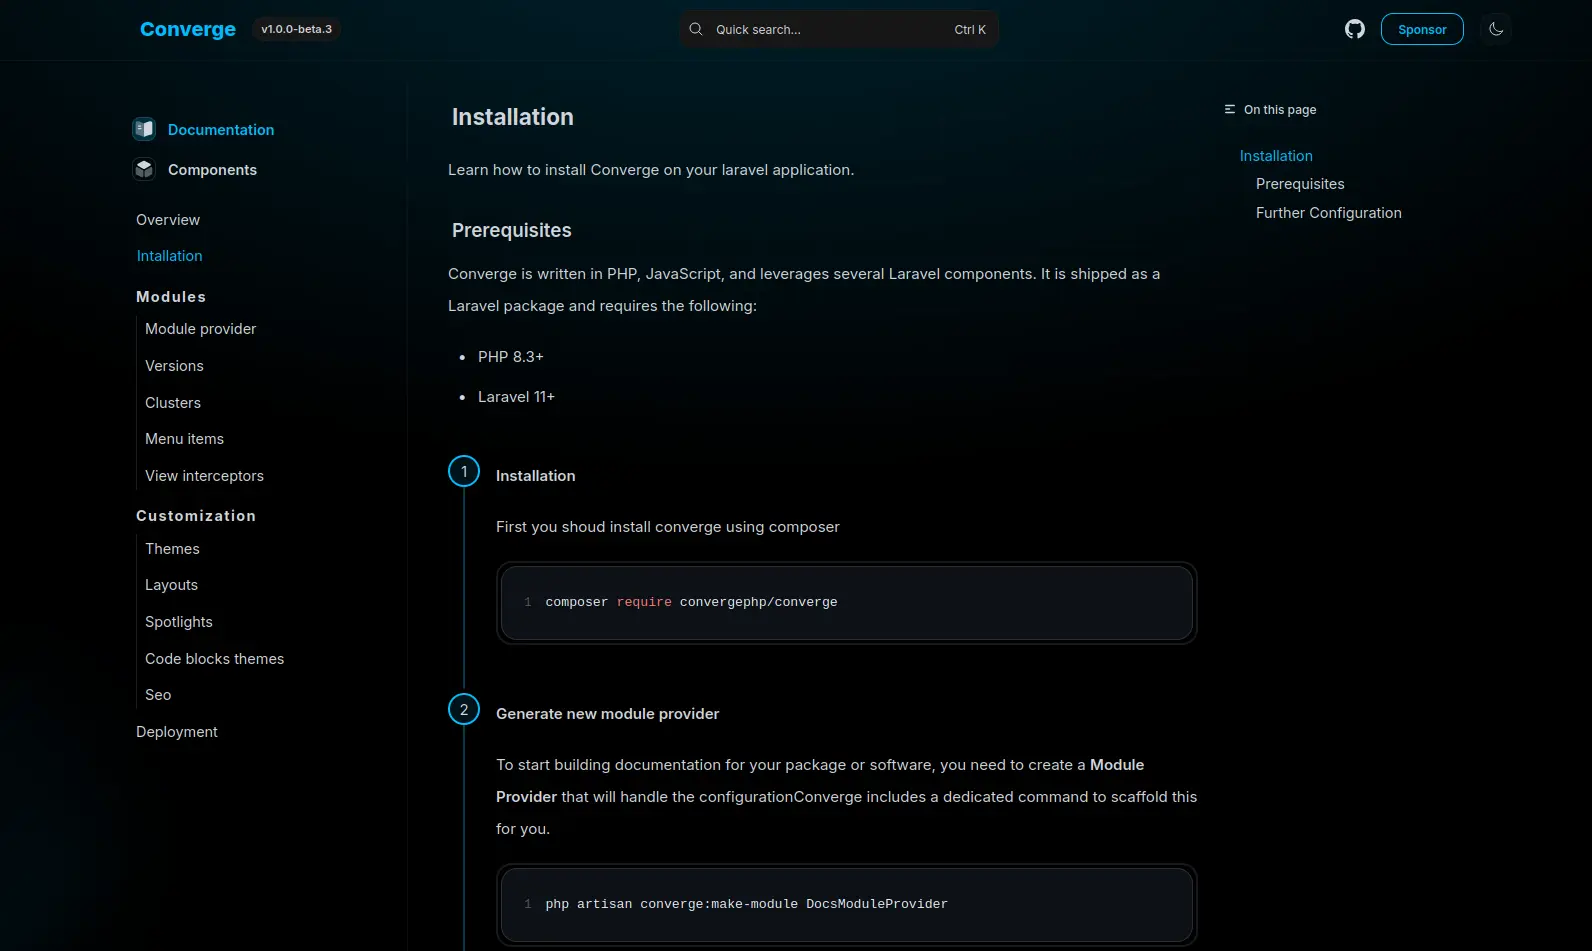 Converge
v1.0.0-beta.3
Quick search...
Ctrl K
Sponsor
Documentation
Components
Overview
Intallation
Modules
Module provider
Versions
Clusters
Menu items
View interceptors
Customization
Themes
Layouts
Spotlights
Code blocks themes
Seo
Deployment
Installation
Learn how to install Converge on your laravel application.
Prerequisites
Converge is written in PHP, JavaScript, and leverages several Laravel components. It is shipped as a
Laravel package and requires the following:
• PHP 8.3+
• Laravel 11+
1
Installation
First you shoud install converge using composer
1 composer require convergephp/converge
2
Generate new module provider
To start building documentation for your package or software, you need to create a Module
Provider that will handle the configurationConverge includes a dedicated command to scaffold this
for you.
1 php artisan converge:make-module DocsModuleProvider
On this page
Installation
Prerequisites
Further Configuration